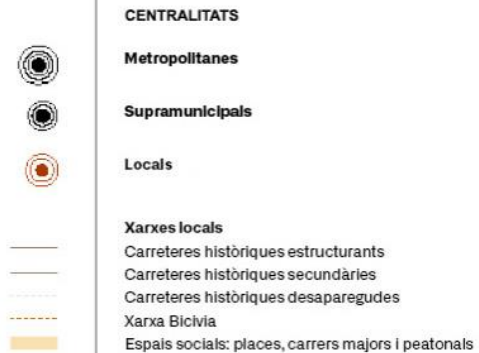 CENTRALITATS
Metropolitanes
Supramunicipals
Locals
Xarxes locals
Carreteres històriques estructurants
Carreteres històriques secundàries
Carreteres històriques desaparegudes
Xarxa Bicivia
Espais socials: places, carrers majors i peatonals